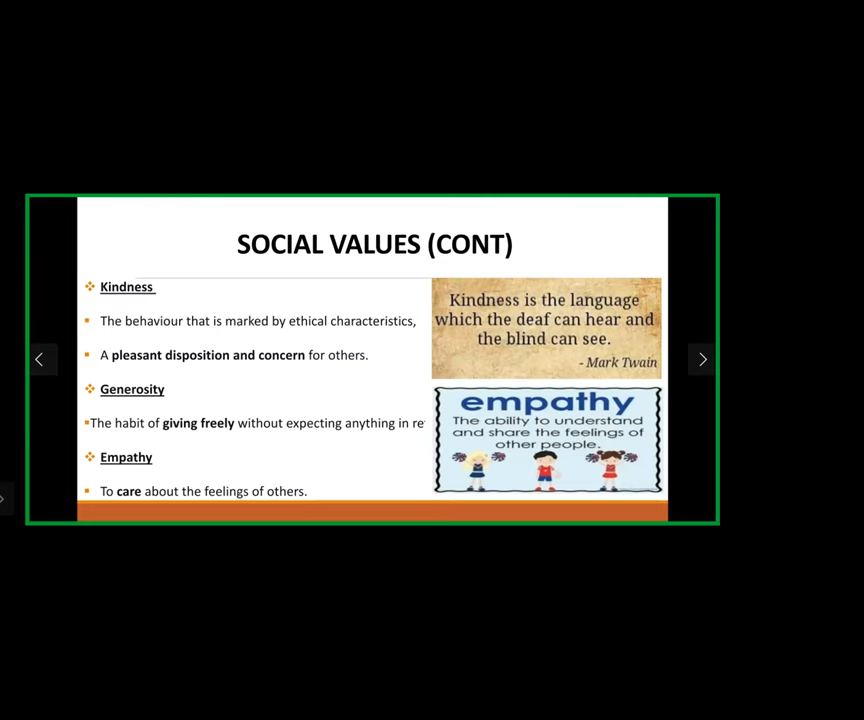 SOCIAL VALUES (CONT)
Kindness
The behaviour that is marked by ethical characteristics,
A pleasant disposition and concern for others.
Generosity
The habit of giving freely without expecting anything in
Empathy
To care about the feelings of others.
Kindness is the language
which the deaf can hear and
the blind can see.
- Mark Twain
empathy
The ability to understand
and share the feelings of
other people.